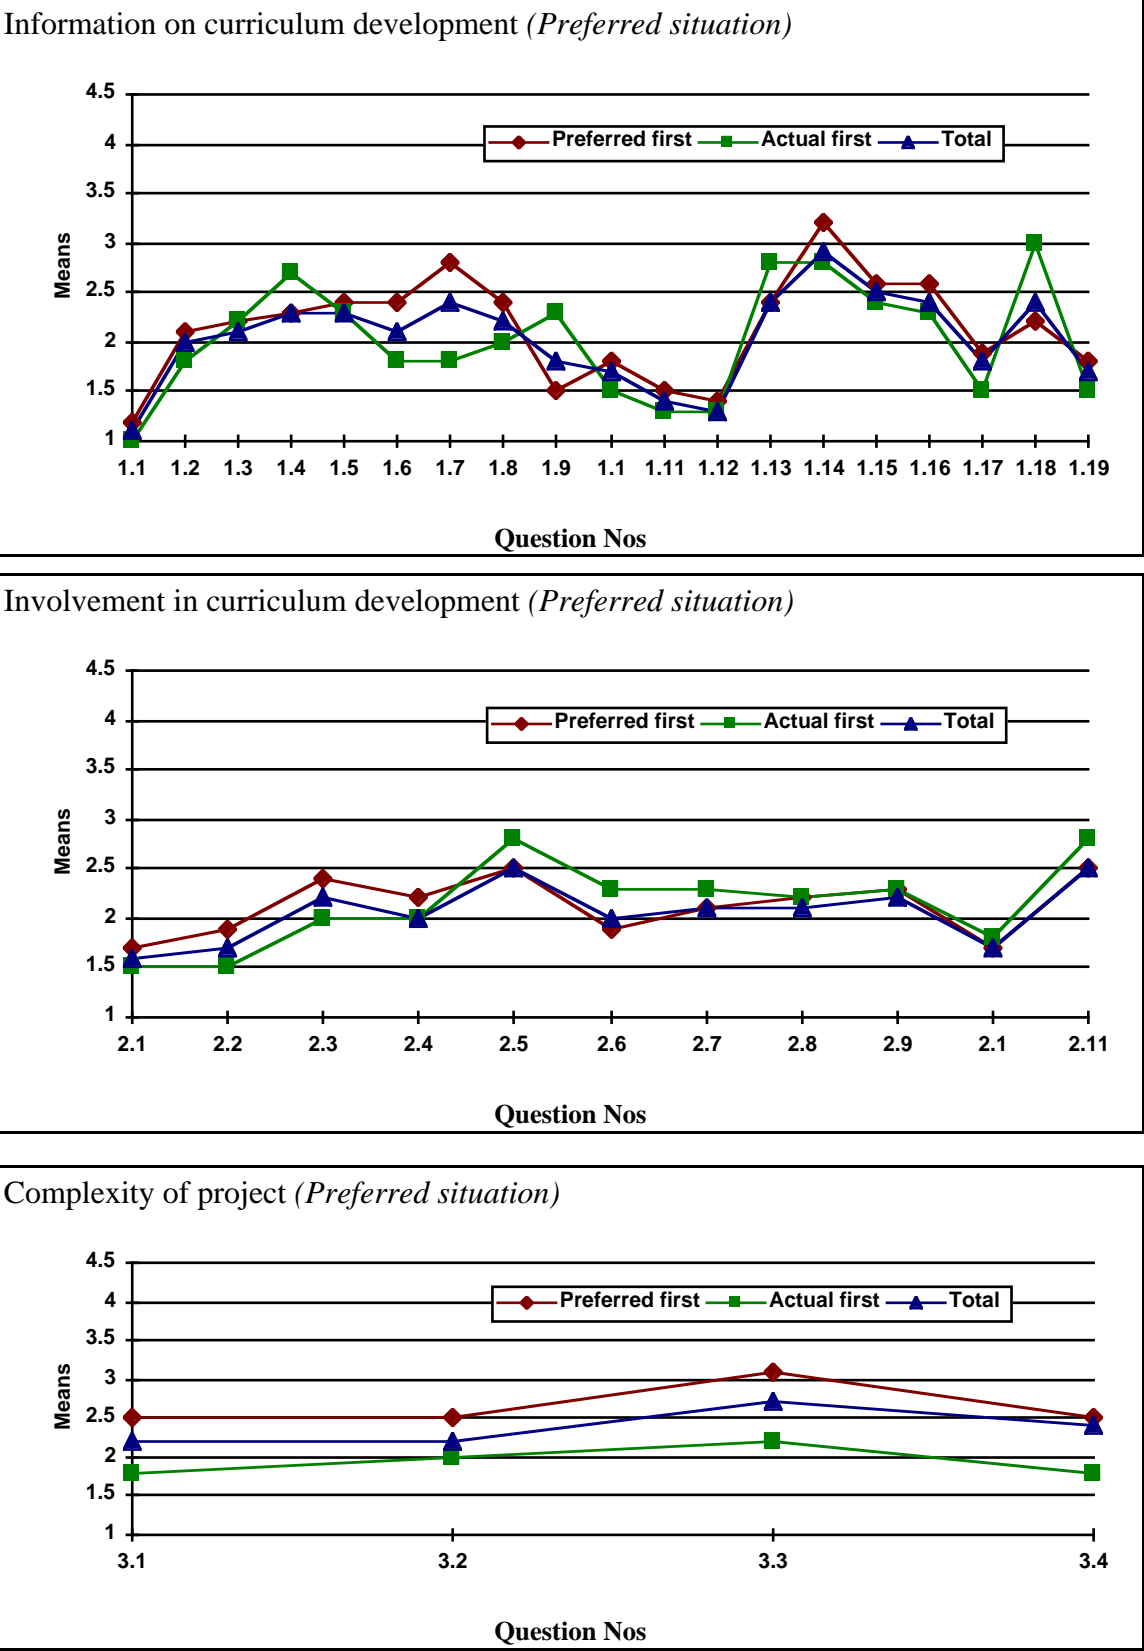 Information on curriculum development (Preferred situation)
4.5
4
3.5
3
2.5
2
1.5
1
Means
Preferred first Actual first Total
1.1 1.2 1.3 1.4 1.5 1.6 1.7 1.8 1.9 1.1 1.11 1.12 1.13 1.14 1.15 1.16 1.17 1.18 1.19
Question Nos
Involvement in curriculum development (Preferred situation)
4.5
4
3.5
3
2.5
2
1.5
1
Means
Preferred first Actual first Total
2.1 2.2 2.3 2.4 2.5 2.6 2.7 2.8 2.9 2.1 2.11
Question Nos
Complexity of project (Preferred situation)
4.5
4
3.5
3
2.5
2
1.5
1
Means
Preferred first Actual first Total
3.1 3.2 3.3 3.4
Question Nos